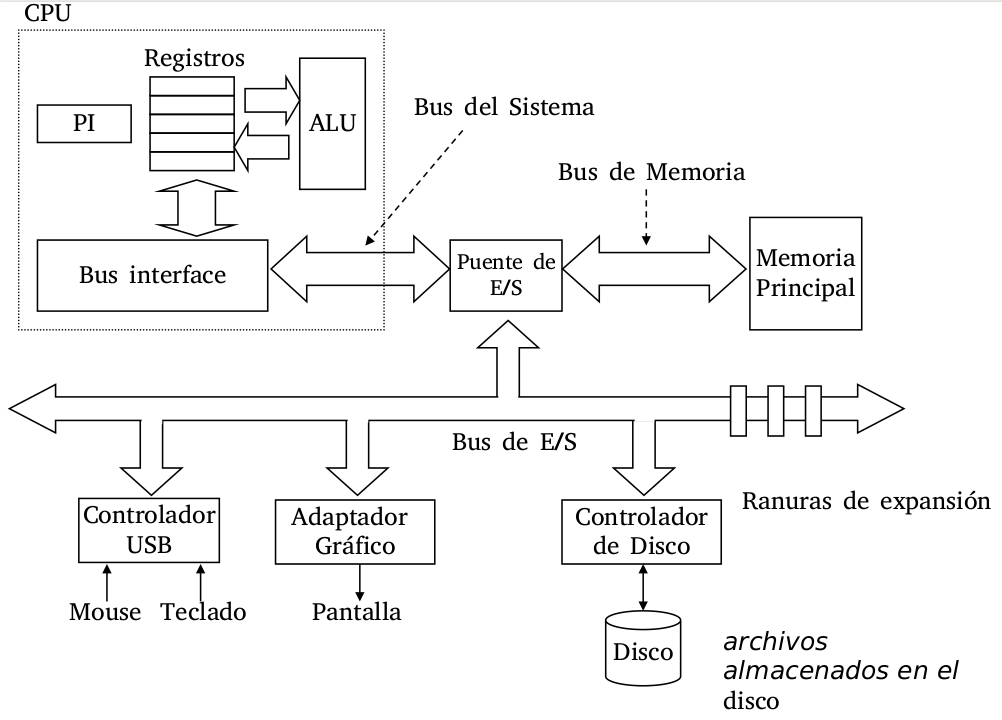 CPU
Registros
PI
ALU
Bus del Sistema
Bus de Memoria
Bus interface
Puente de
E/S
Memoria
Principal
Bus de E/S
Ranuras de expansión
Controlador
USB
Adaptador
Gráfico
Controlador
de Disco
Mouse
Teclado
Pantalla
Disco
archivos
almacenados en el
disco